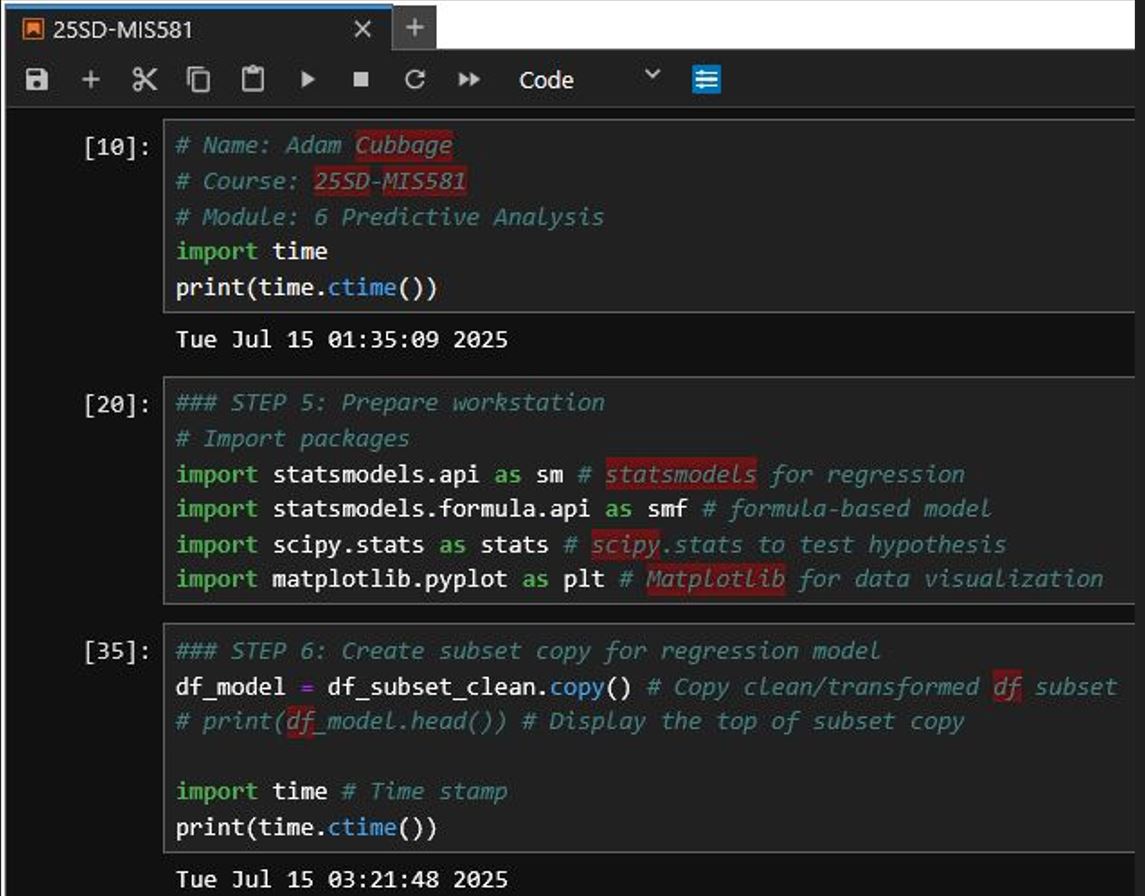 25SD-MIS581
Code
[10]:
# Name: Adam Cubbage
# Course: 25SD-MIS581
# Module: 6 Predictive Analysis
import time
print(time.ctime())
Tue Jul 15 01:35:09 2025
[20]:
### STEP 5: Prepare workstation
# Import packages
import statsmodels.api as sm # statsmodels for regression
import statsmodels.formula.api as smf # formula-based model
import scipy.stats as stats # scipy.stats to test hypothesis
import matplotlib.pyplot as plt # Matplotlib for data visualization
[35]:
### STEP 6: Create subset copy for regression model
df_model = df_subset_clean.copy() # Copy clean/transformed df subset
# print(df_model.head()) # Display the top of subset copy
import time # Time stamp
print(time.ctime())
Tue Jul 15 03:21:48 2025